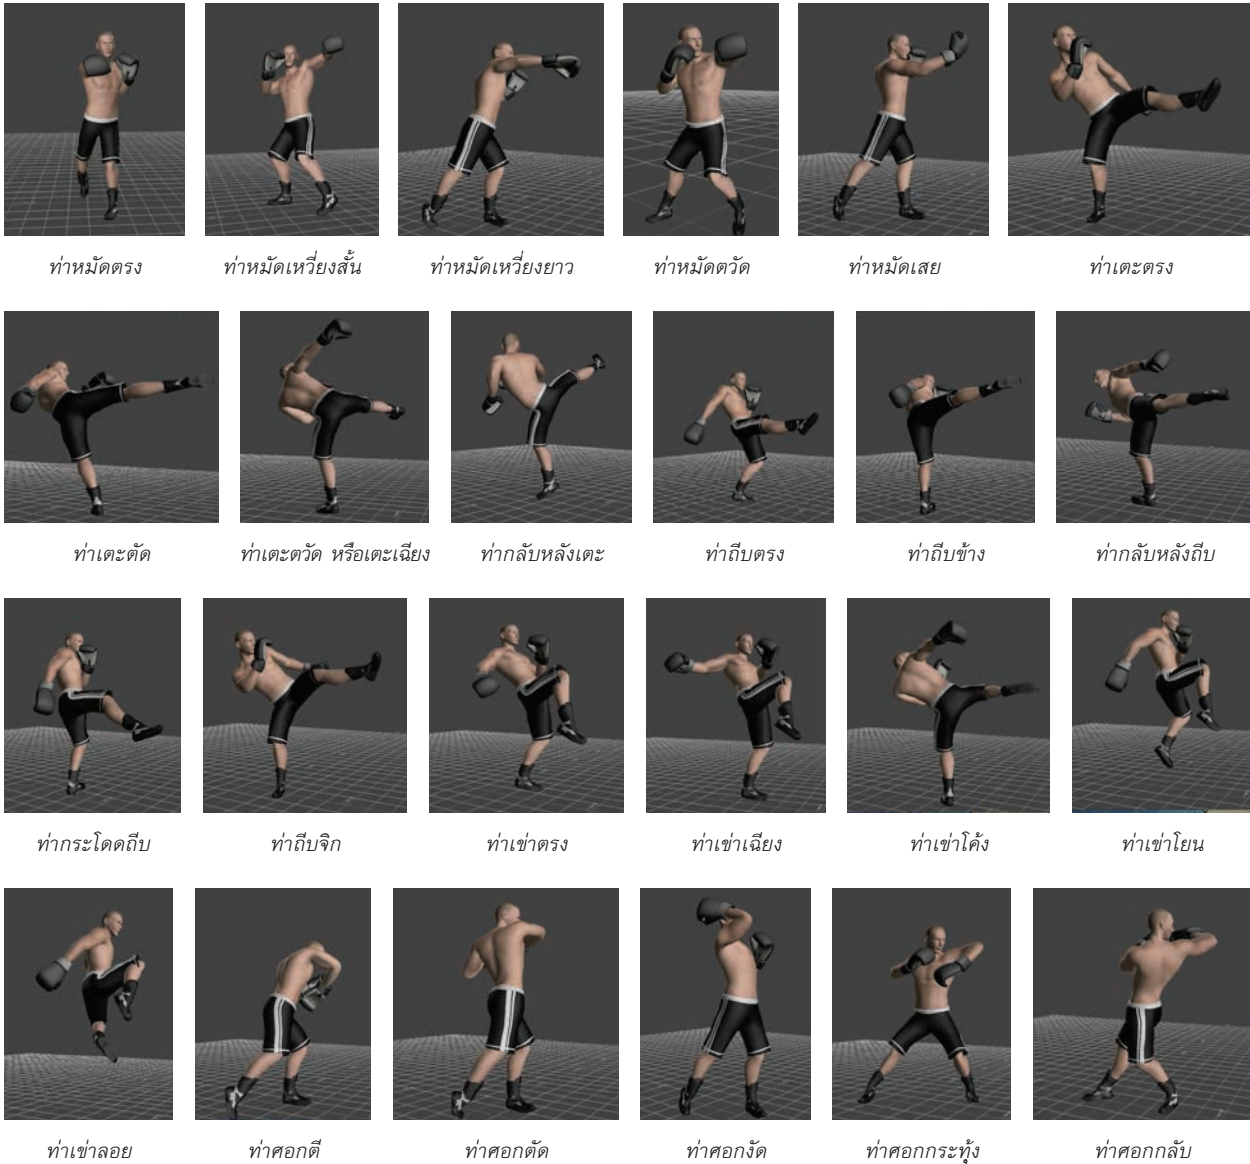 ท่าหมัดตรง
ท่าหมัดเหวี่ยงสั้น
ท่าหมัดเหวี่ยงยาว
ท่าหมัดตวัด
ท่าหมัดเสย
ท่าเตะตรง
ท่าเตะตัด
ท่าเตะตวัด หรือเตะเฉียง
ท่ากลับหลังเตะ
ท่าถีบตรง
ท่าถีบข้าง
ท่ากลับหลังถีบ
ท่ากระโดดถีบ
ท่าถีบจิก
ท่าเข่าตรง
ท่าเข่าเฉียง
ท่าเข่าโค้ง
ท่าเข่าโยน
ท่าเข่าลอย
ท่าศอกตี
ท่าศอกตัด
ท่าศอกงัด
ท่าศอกกระทุ้ง
ท่าศอกกลับ